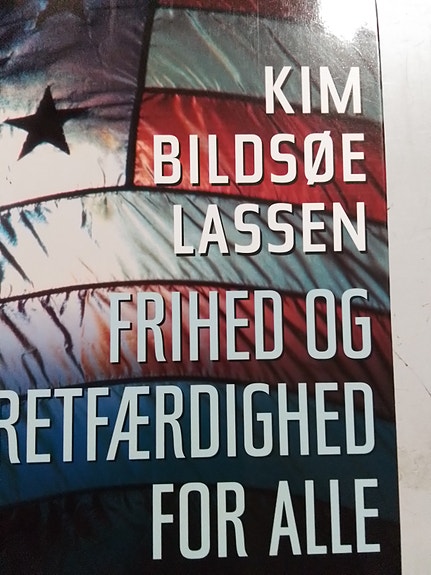 KIM
BILDSØE
LASSEN
FRIHED OG
RETFÆRDIGHED
FOR ALLE